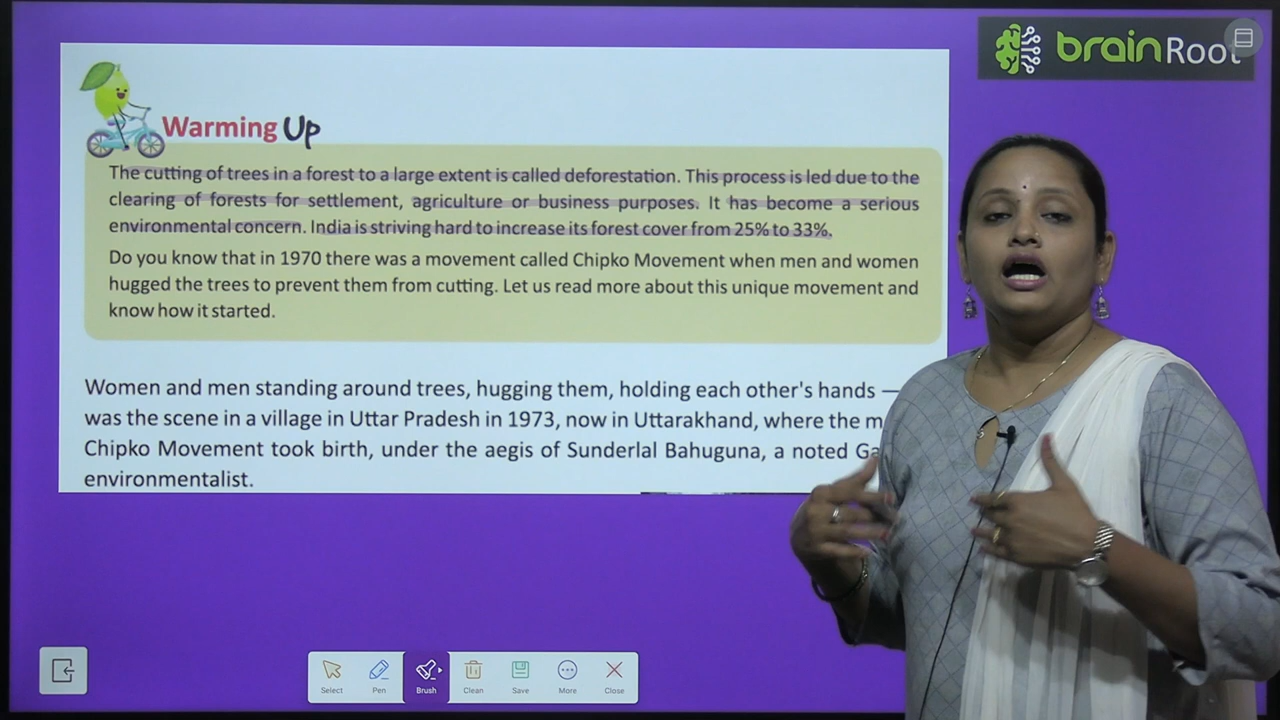 brainRoot
Warming Up
The cutting of trees in a forest to a large extent is called deforestation. This process is led due to the
clearing of forests for settlement, agriculture or business purposes. It has become a serious
environmental concern. India is striving hard to increase its forest cover from 25% to 33%.
Do you know that in 1970 there was a movement called Chipko Movement when men and women
hugged the trees to prevent them from cutting. Let us read more about this unique movement and
know how it started.
Women and men standing around trees, hugging them, holding each other's hands —
was the scene in a village in Uttar Pradesh in 1973, now in Uttarakhand, where the
Chipko Movement took birth, under the aegis of Sunderlal Bahuguna, a noted
environmentalist.
Select Pen Brush Clean Save More Close